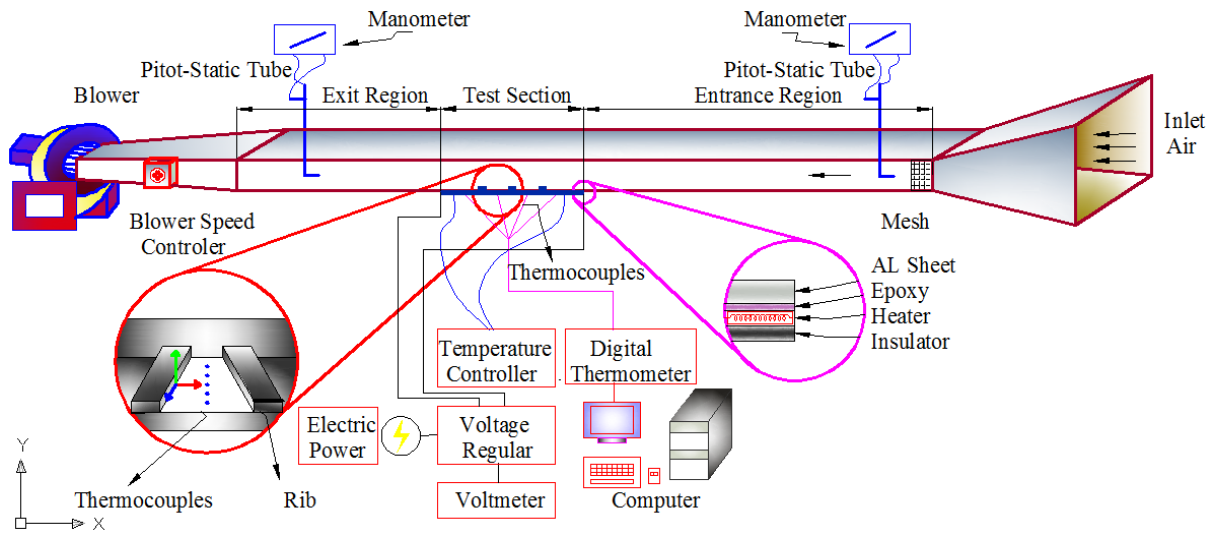 Manometer
Manometer
Pitot-Static Tube
Pitot-Static Tube
Blower
Exit Region
Test Section
Entrance Region
Inlet
Air
Blower Speed
Controler
Mesh
Thermocouples
AL Sheet
Epoxy
Heater
Insulator
Temperature
Controller
Digital
Thermometer
Electric
Power
Voltage
Regular
Voltmeter
Computer
Thermocouples
Rib
Y
X